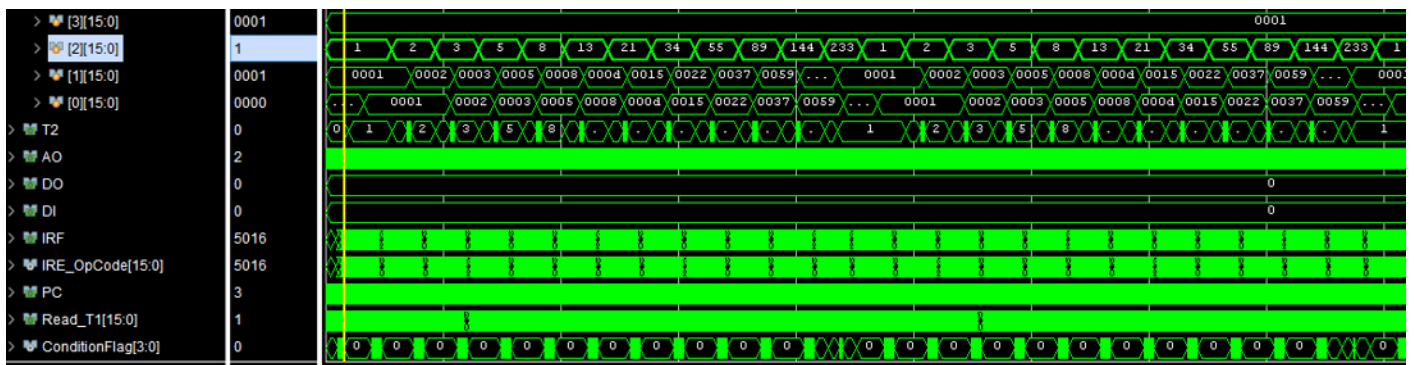 [3][15:0] 0001 0001
[2][15:0] 1 1 2 3 5 8 13 21 34 55 89 144 233 1 2 3 5 8 13 21 34 55 89 144 233 1
[1][15:0] 0001 0001 0002 0003 0005 0008 000d 0015 0022 0037 0059 ... 0001 0002 0003 0005 0008 000d 0015 0022 0037 0059 ... 0001
[0][15:0] 0000 ... 0001 0002 0003 0005 0008 000d 0015 0022 0037 0059 ... 0001 0002 0003 0005 0008 000d 0015 0022 0037 0059 ...
T2 0 0 1 2 3 5 8 . . . . . . 1 2 3 5 8 . . . . . . . 1
AO 2
DO 0 0
DI 0 0
IRF 5016
IRE_OpCode[15:0] 5016
PC 3
Read_T1[15:0] 1
ConditionFlag[3:0] 0 0 0 0 0 0 0 0 0 0 0 0 0 0 0 0 0 0 0 0 0 0 0 0